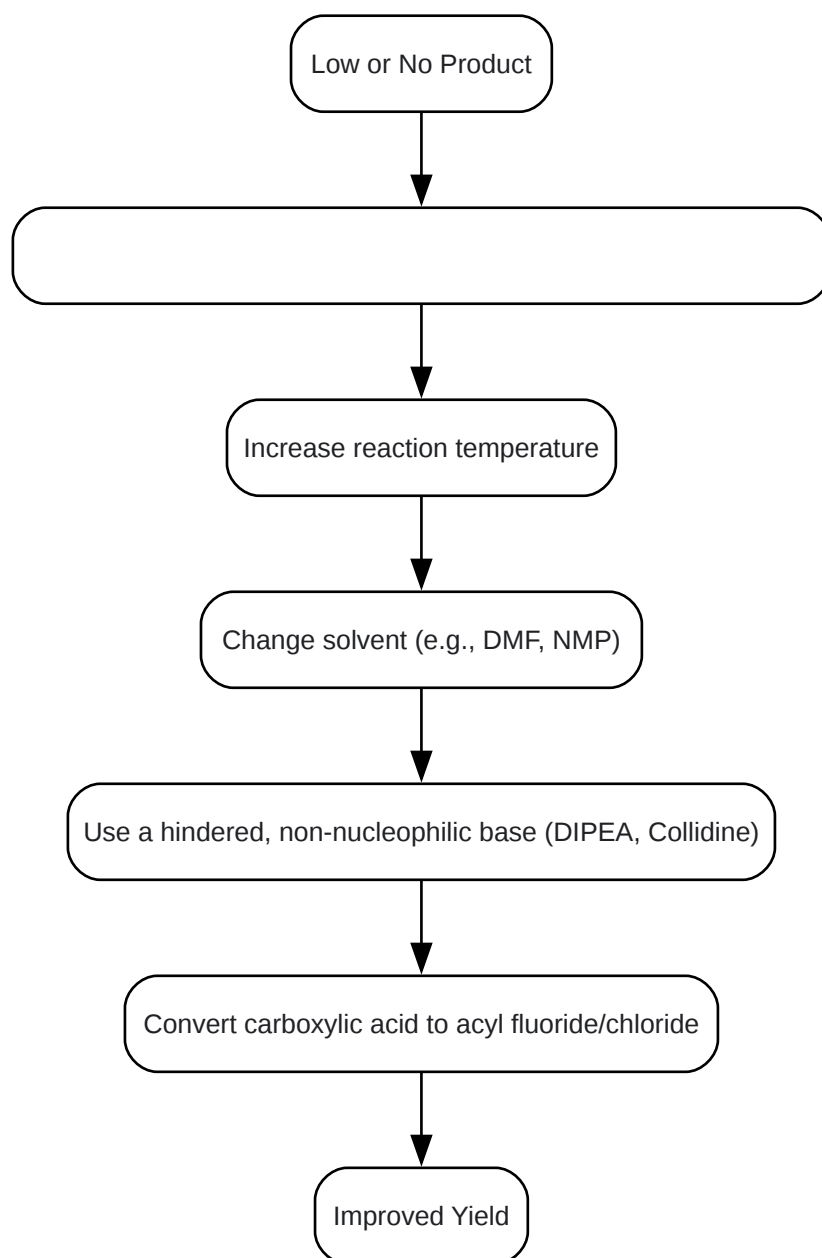 Low or No Product
Increase reaction temperature
Change solvent (e.g., DMF, NMP)
Use a hindered, non-nucleophilic base (DIPEA, Collidine)
Convert carboxylic acid to acyl fluoride/chloride
Improved Yield